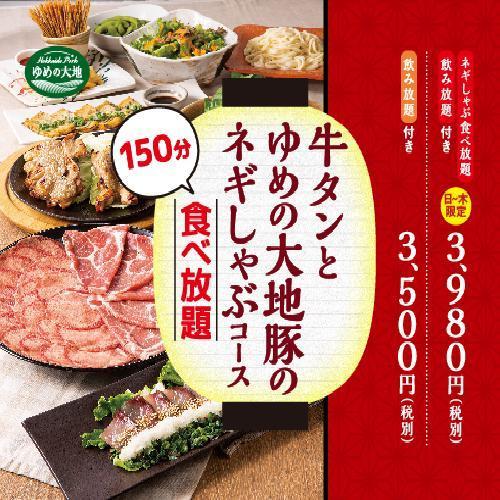 Hokkaido Pork
ゆめの大地
150分
牛タンと
ゆめの大地豚の
ネギしゃぶコース
食べ放題
ネギしゃぶ食べ放題
飲み放題 付き
日~木
限定
3,980円(税別)
飲み放題 付き
3,500円(税別)